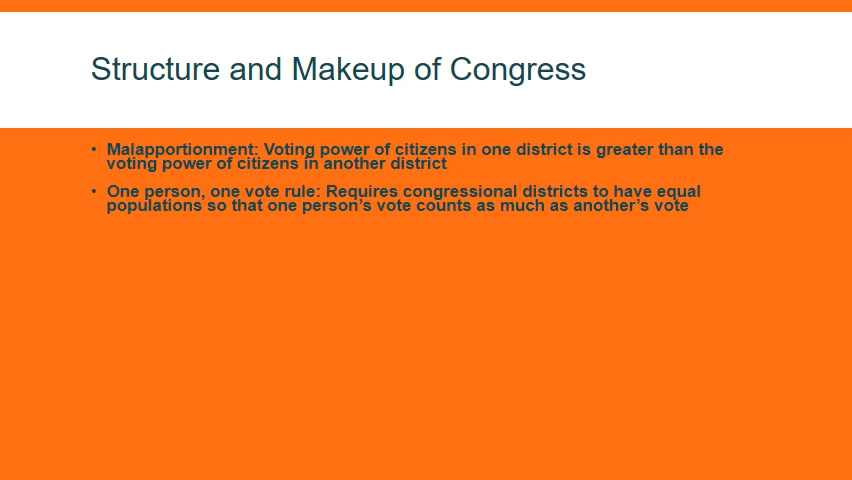 Structure and Makeup of Congress
• Malapportionment: Voting power of citizens in one district is greater than the
voting power of citizens in another district
• One person, one vote rule: Requires congressional districts to have equal
populations so that one person’s vote counts as much as another’s vote